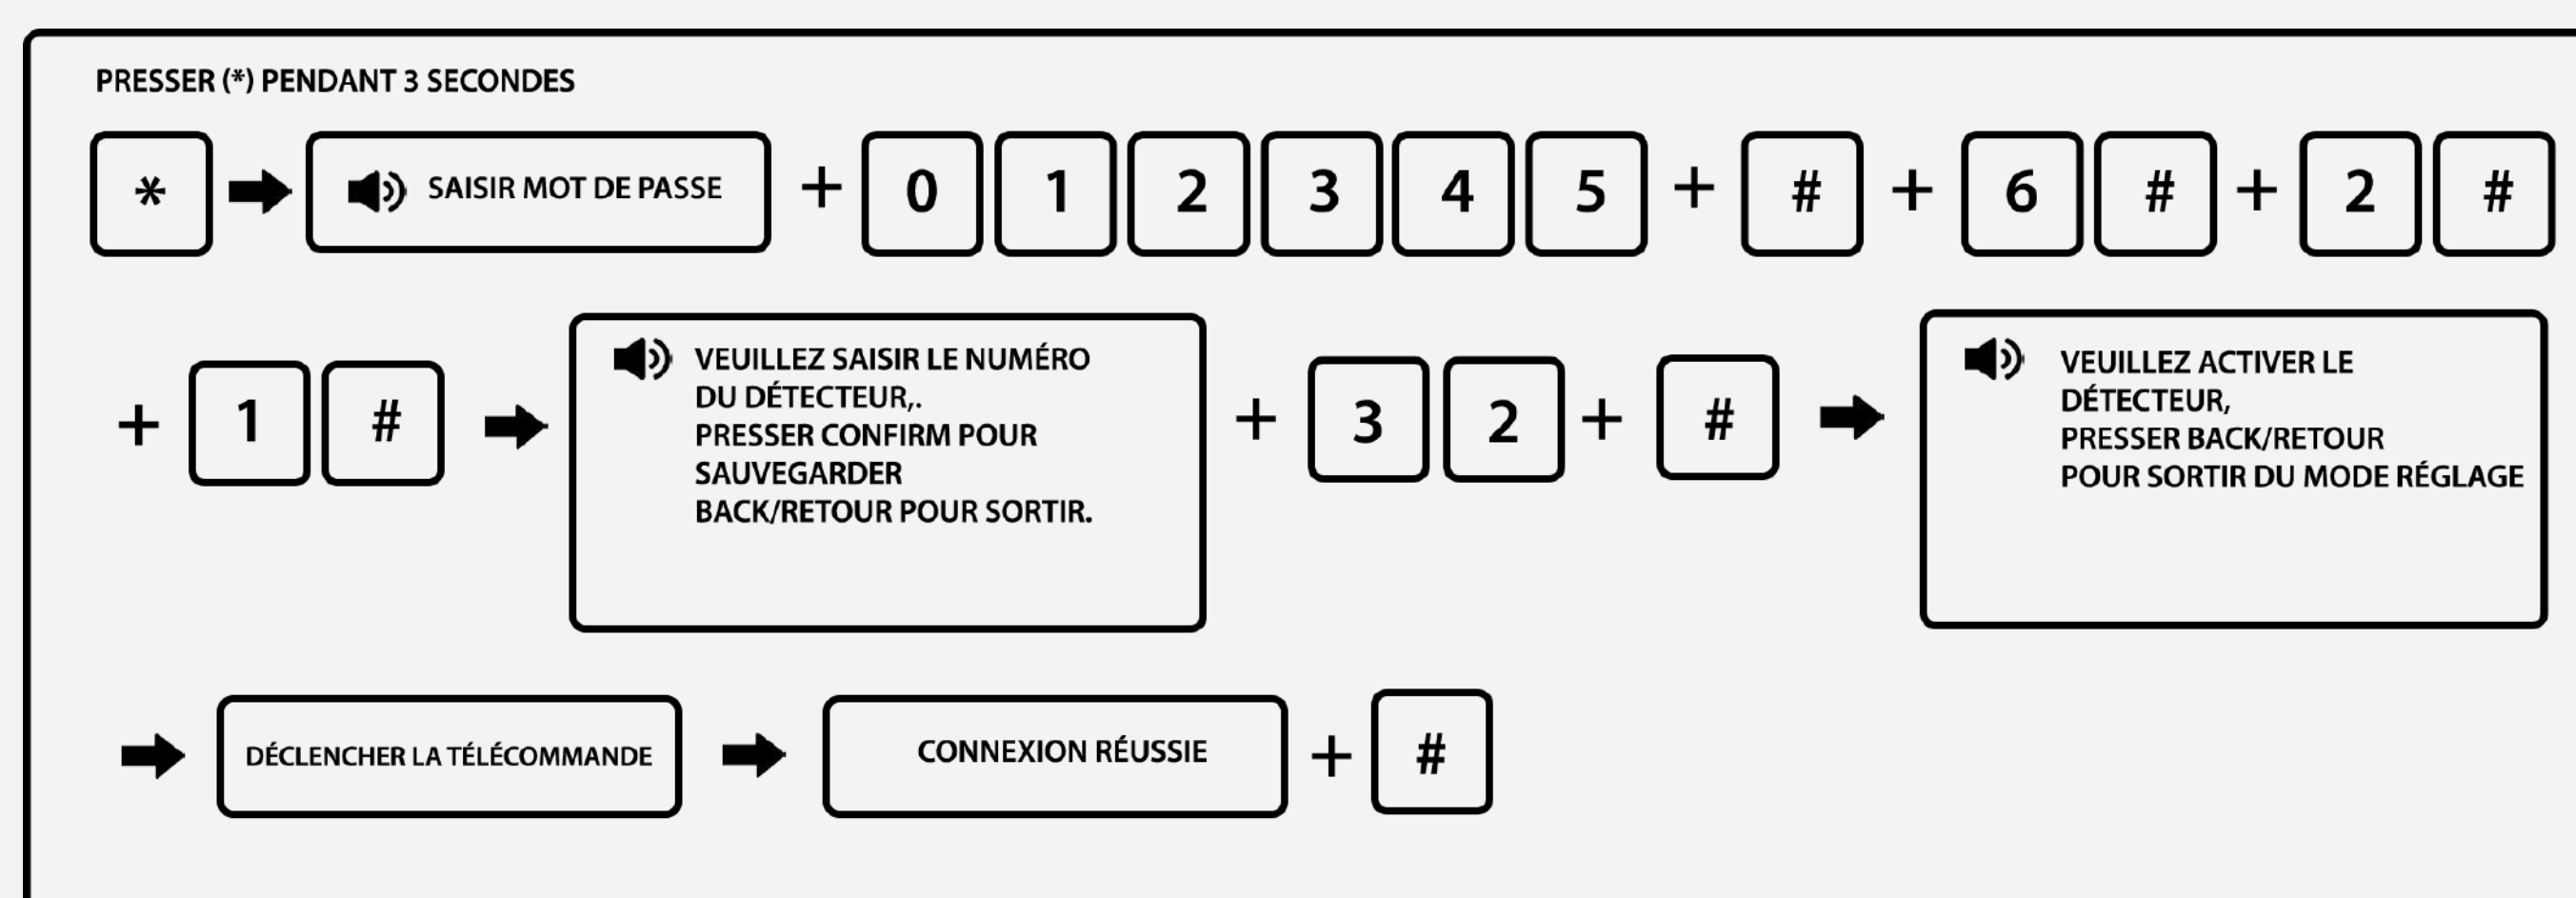 PRESSER (*) PENDANT 3 SECONDES
* SAISIR MOT DE PASSE + 0 1 2 3 4 5 + # + 6 # + 2 #
+ 1 #
VEUILLEZ SAISIR LE NUMÉRO
DU DÉTECTEUR,.
PRESSER CONFIRM POUR
SAUVEGARDER
BACK/RETOUR POUR SORTIR.
+ 3 2 + #
VEUILLEZ ACTIVER LE
DÉTECTEUR,
PRESSER BACK/RETOUR
POUR SORTIR DU MODE RÉGLAGE
DÉCLENCHER LA TÉLÉCOMMANDE CONNEXION RÉUSSIE + #